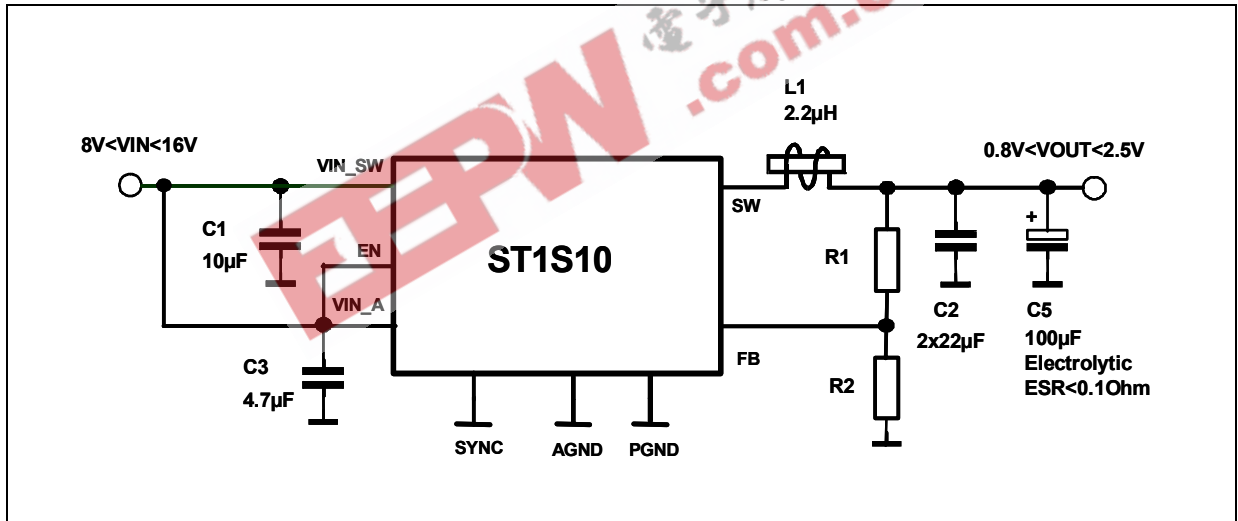 EEPW
.com.c
L1
2.2µH
8V<VIN<16V
VIN_SW
0.8V<VOUT<2.5V
SW
C1
10µF
EN
ST1S10
R1
+
VIN_A
C2
2x22µF
C5
100µF
Electrolytic
ESR<0.1Ohm
FB
C3
4.7µF
R2
SYNC
AGND
PGND